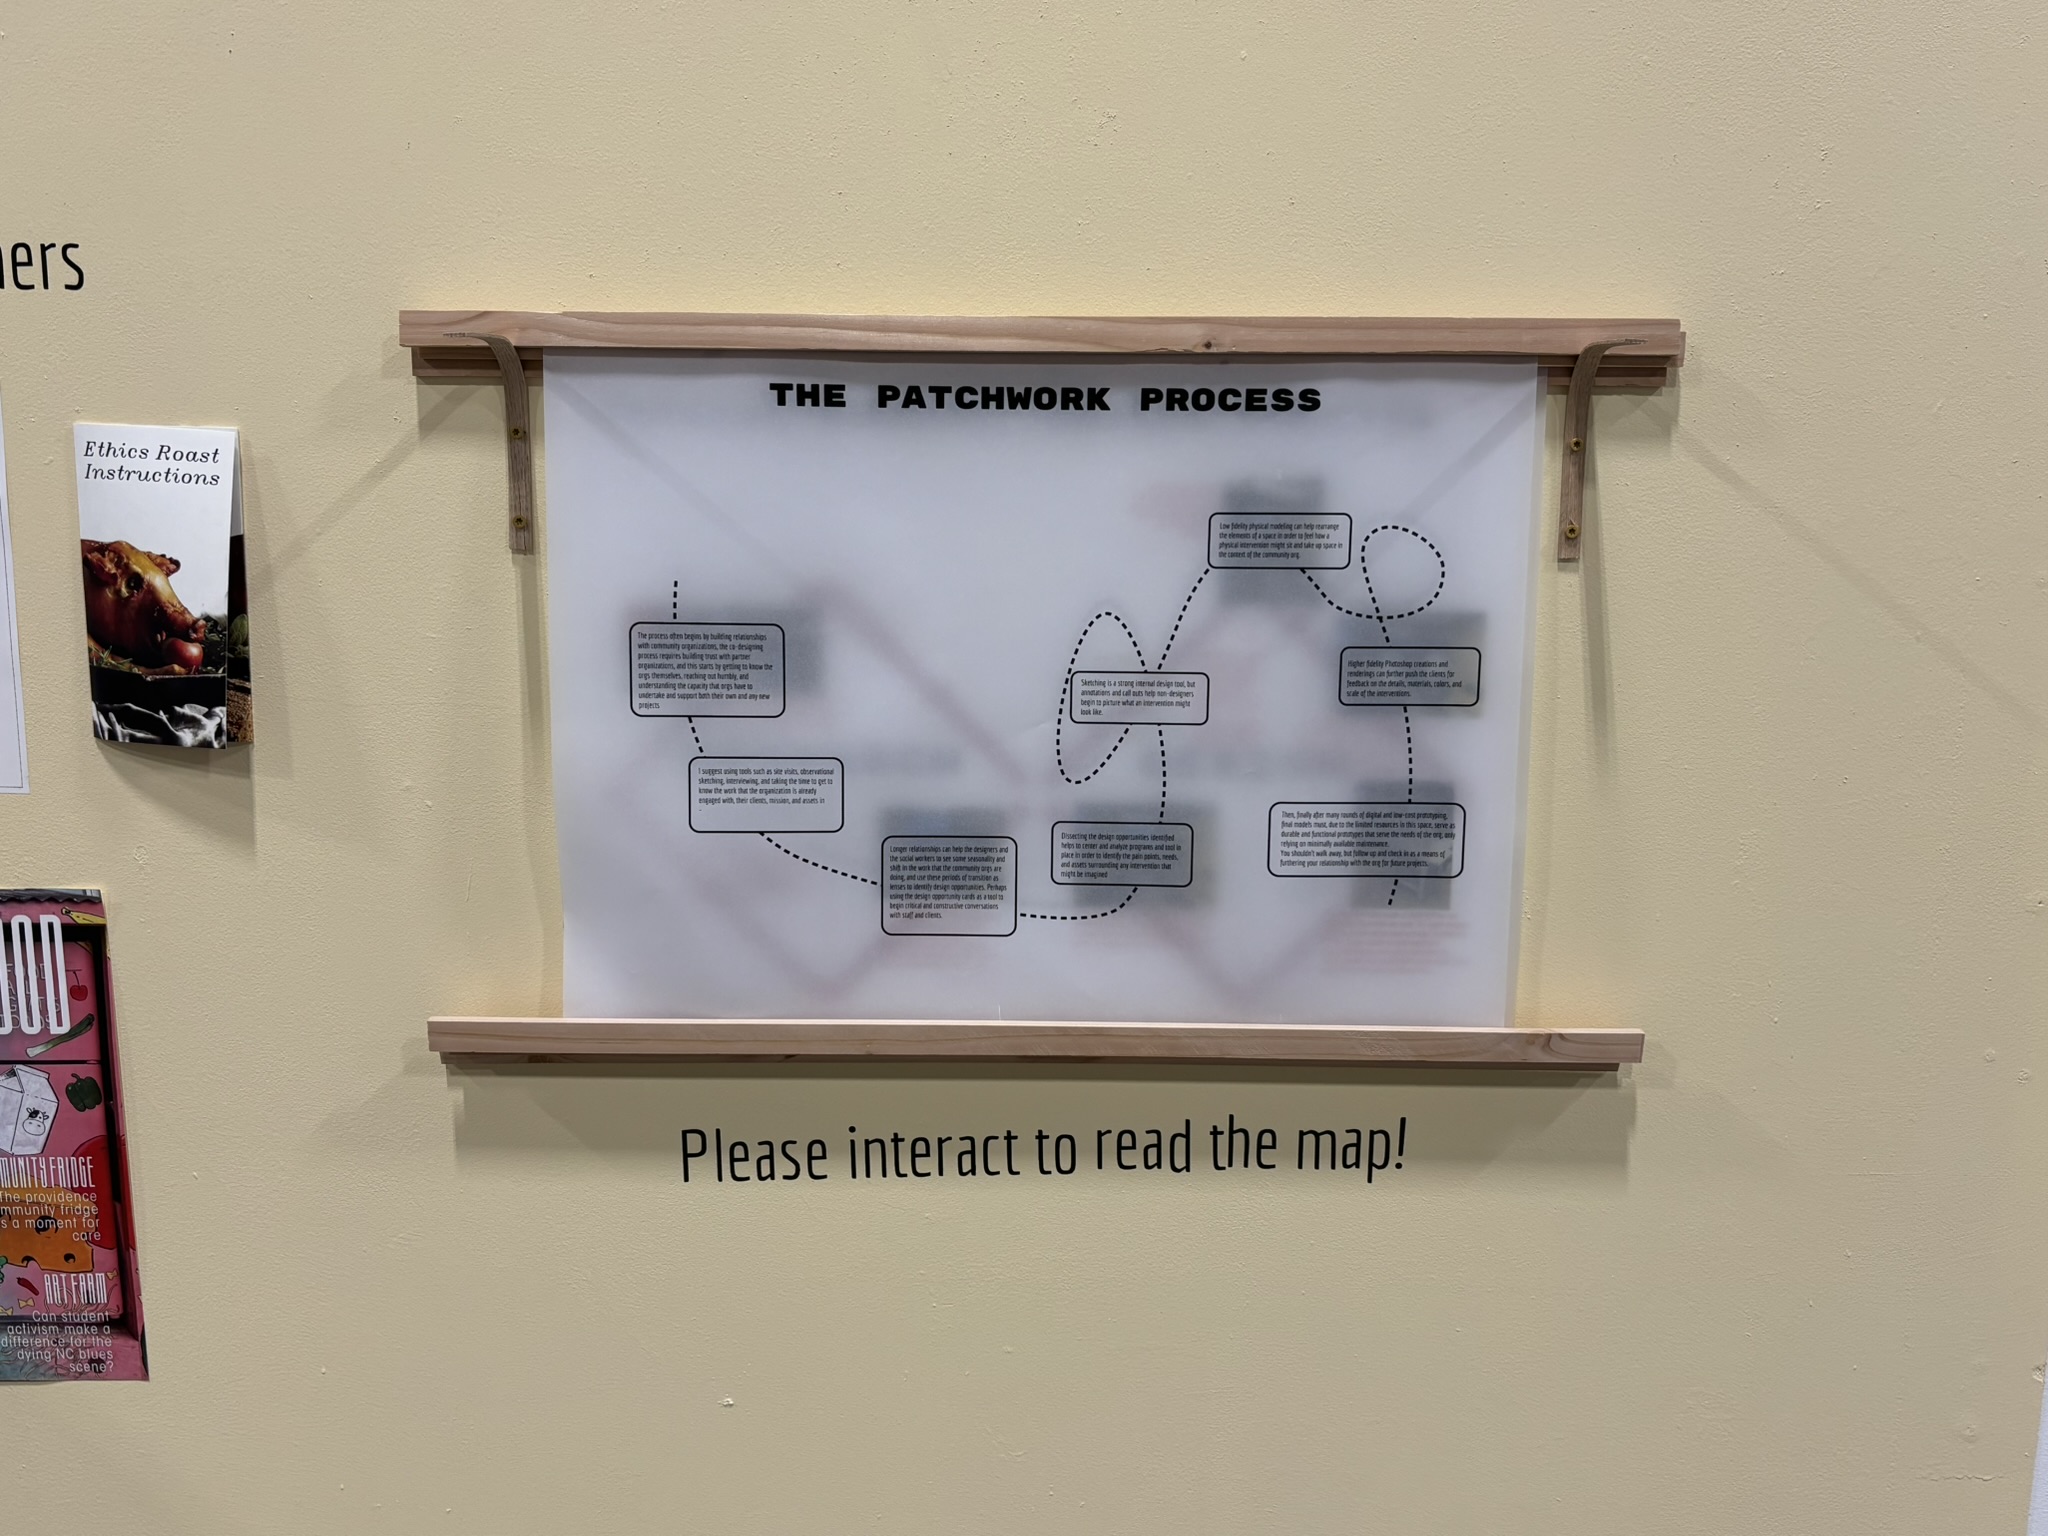 ners
Ethics Roast
Instructions
THE PATCHWORK PROCESS
The process often begins by building relationships
with community organizations, the co-designing
process requires building trust with partner
organizations, and this starts by getting to know the
orgs themselves, reaching out humbly, and
understanding the capacity that orgs have to
undertake and support both their own and any new
projects
I suggest using tools such as site visits, observational
sketching, interviewing, and taking the time to get to
know the work that the organization is already
engaged with, their clients, mission, and assets in
Longer relationships can help the designers and
the social workers to see some seasonality and
shift in the work that the community orgs are
doing, and use these periods of transition as
lenses to identify design opportunities. Perhaps
using the design opportunity cards as a tool to
begin critical and constructive conversations
with staff and clients.
Dissecting the design opportunities identified
helps to center and analyze programs and tool in
place in order to identify the pain points, needs,
and assets surrounding any intervention that
might be imagined
Sketching is a strong internal design tool, but
annotations and call outs help non-designers
begin to picture what an intervention might
look like.
Low fidelity physical modeling can help rearrange
the elements of a space in order to feel how a
physical intervention might sit and take up space in
the context of the community org.
Higher fidelity Photoshop creations and
renderings can further push the clients for
feedback on the details, materials, colors, and
scale of the interventions.
Then, finally after many rounds of digital and low-cost prototyping,
final models must, due to the limited resources in this space, serve as
durable and functional prototypes that serve the needs of the org, only
relying on minimally available maintenance.
You shouldn't walk away, but follow up and check in as a means of
furthering your relationship with the org for future projects.
Please interact to read the map!
OOD
MUNITY FRIDGE
The providence
mmunity fridge
s a moment for
care
ART FARM
Can student
activism make a
difference for the
dying NC blues
scene?